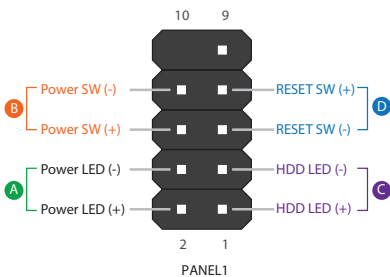 10 9
B Power SW (-) RESET SW (+) D
Power SW (+) RESET SW (-)
A Power LED (-) HDD LED (-) C
Power LED (+) HDD LED (+)
2 1
PANEL1